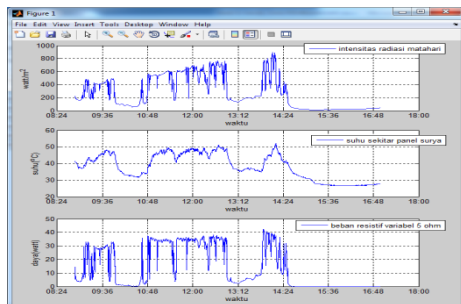 Figure 1
File Edit View Insert Tools Desktop Window Help
intensitas radiasi matahari
watt/m²
1000
800
600
400
200
0
08:24 09:36 10:48 12:00 13:12 14:24 15:36 16:48 18:00
waktu
suhu sekitar panel surya
suhu(°C)
60
50
40
30
20
08:24 09:36 10:48 12:00 13:12 14:24 15:36 16:48 18:00
waktu
beban resistif variabel 5 ohm
daya(watt)
50
40
30
20
10
0
08:24 09:36 10:48 12:00 13:12 14:24 15:36 16:48 18:00
waktu